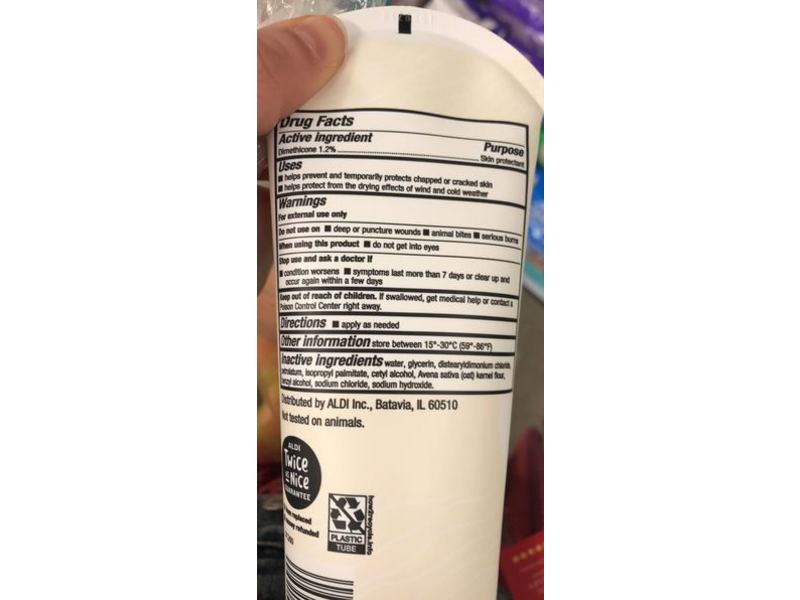 Drug Facts
Active ingredient Purpose
Dimethicone 1.2% Skin protectant
Uses
■ helps prevent and temporarily protects chapped or cracked skin
■ helps protect from the drying effects of wind and cold weather
Warnings
For external use only
Do not use on ■ deep or puncture wounds ■ animal bites ■ serious burns
When using this product ■ do not get into eyes
Stop use and ask a doctor if
■ condition worsens ■ symptoms last more than 7 days or clear up and
occur again within a few days
Keep out of reach of children. If swallowed, get medical help or contact a
Poison Control Center right away.
Directions ■ apply as needed
Other information store between 15°-30°C (59°-86°F)
Inactive ingredients water, glycerin, distearyldimonium chloride,
petrolatum, isopropyl palmitate, cetyl alcohol, Avena sativa (oat) kernel flour,
benzyl alcohol, sodium chloride, sodium hydroxide.
Distributed by ALDI Inc., Batavia, IL 60510
Not tested on animals.
ALDI
Twice
as Nice
GUARANTEE
replaced
refunded
PLASTIC
TUBE
how2recycle.info